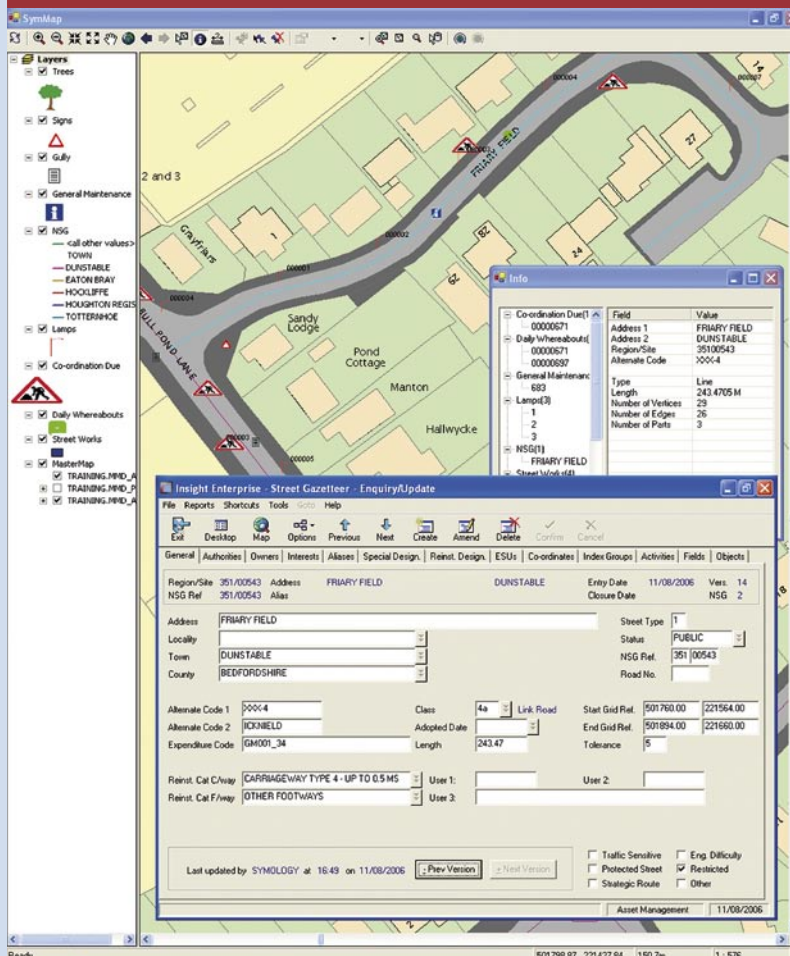 SymMap
Layers
Trees
Signs
Gully
General Maintenance
NSG
<all other values>
TOWN
DUNSTABLE
EATON BRAY
HOCKLIFFE
HOUGHTON REGIS
TOTTERNHOE
Lamps
Co-ordination Due
Daily Whereabouts
Street Works
MasterMap
TRAINING.MMD_A
TRAINING.MMD_P
TRAINING.MMD_A
14
000004
000007
FRIARY FIELD
27
2 and 3
Grayfriars
1
28
000002
24
000001
29
000004
BULL POND LANE
Sandy
Lodge
Pond
Cottage
Manton
Hallwycke
000005
Info
Co-ordination Due(1
00000671
Daily Whereabouts(
00000671
00000697
General Maintenanc
683
Lamps(3)
1
2
3
NSG(1)
FRIARY FIELD
Street Works(4)
Field Value
Address 1 FRIARY FIELD
Address 2 DUNSTABLE
Region/Site 35100543
Alternate Code XXX-4
Type Line
Length 243.4705 M
Number of Vertices 29
Number of Edges 26
Number of Parts 3
Insight Enterprise - Street Gazetteer - Enquiry/Update
File Reports Shortcuts Tools Goto Help
Exit Desktop Map Options Previous Next Create Amend Delete Confirm Cancel
General Authorities Owners Interests Aliases Special Design. Reinst. Design. ESUs Co-ordinates Index Groups Activities Fields Objects
Region/Site 351/00543 Address FRIARY FIELD DUNSTABLE Entry Date 11/08/2006 Vers. 14
NSG Ref 351/00543 Alias Closure Date NSG 2
Address FRIARY FIELD Street Type 1
Locality Status PUBLIC
Town DUNSTABLE NSG Ref. 351 00543
County BEDFORDSHIRE Road No.
Alternate Code 1 XXX-4 Class 4a Link Road Start Grid Ref. 501760.00 221564.00
Alternate Code 2 ICKNIELD Adopted Date End Grid Ref. 501894.00 221660.00
Expenditure Code GM001_34 Length 243.47 Tolerance 5
Reinst. Cat C/way CARRIAGEWAY TYPE 4 - UP TO 0.5 MS User 1: User 2:
Reinst. Cat F/way OTHER FOOTWAYS User 3:
Last updated by SYMOLOGY at 16:49 on 11/08/2006 - Prev Version + Next Version
Traffic Sensitive Eng. Difficulty
Protected Street Restricted
Strategic Route Other
Asset Management 11/08/2006
2
Ready 501798.87 221427.84 150.7m 1 : 576